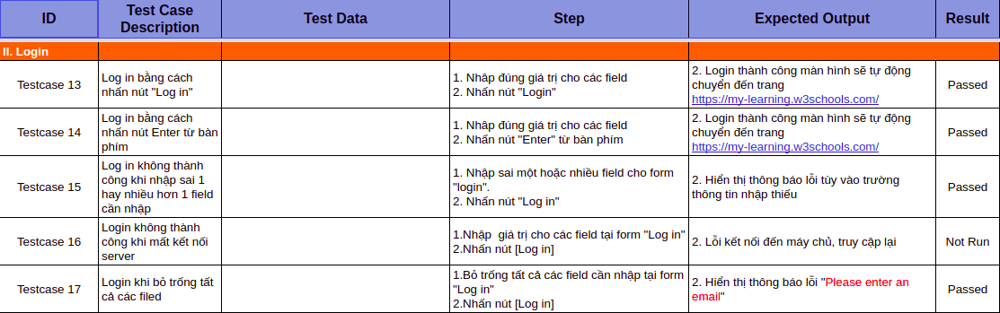 ID
Test Case
Description
Test Data
Step
Expected Output
Result
II. Login
Testcase 13
Log in bằng cách
nhấn nút "Log in"
1. Nhâp đúng giá trị cho các field
2. Nhấn nút "Login"
2. Login thành công màn hình sẽ tự động
chuyển đến trang
https://my-learning.w3schools.com/
Passed
Testcase 14
Log in bằng cách
nhấn nút Enter từ bàn
phím
1. Nhâp đúng giá trị cho các field
2. Nhấn nút "Enter" từ bàn phím
2. Login thành công màn hình sẽ tự động
chuyển đến trang
https://my-learning.w3schools.com/
Passed
Testcase 15
Log in không thành
công khi nhập sai 1
hay nhiều hơn 1 field
cần nhập
1. Nhập sai một hoặc nhiều field cho form
"login".
2. Nhấn nút "Log in"
2. Hiển thị thông báo lỗi tùy vào trường
thông tin nhập thiếu
Passed
Testcase 16
Login không thành
công khi mất kết nối
server
1.Nhập  giá trị cho các field tại form "Log in"
2.Nhấn nút [Log in]
2. Lỗi kết nối đến máy chủ, truy cập lại
Not Run
Testcase 17
Login khi bỏ trống tất
cả các filed
1.Bỏ trống tất cả các field cần nhập tại form
"Log in"
2.Nhấn nút [Log in]
2. Hiển thị thông báo lỗi "Please enter an
email"
Passed